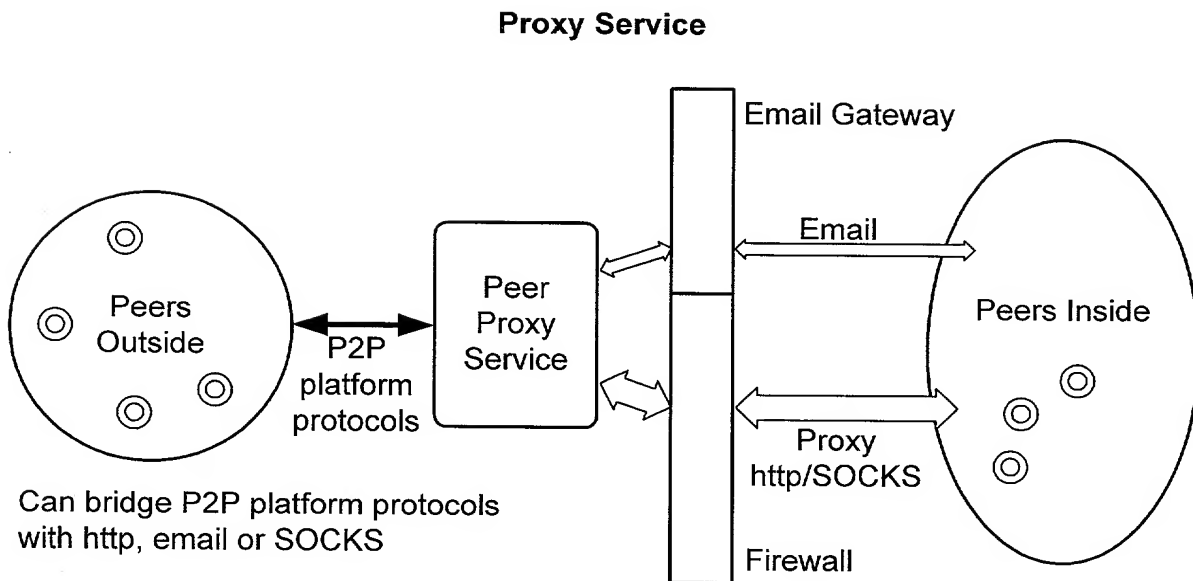 Proxy Service
Email Gateway
Email
Peers
Outside
Peer
Proxy
Service
Peers Inside
P2P
platform
protocols
Proxy
http/SOCKS
Can bridge P2P platform protocols
with http, email or SOCKS
Firewall